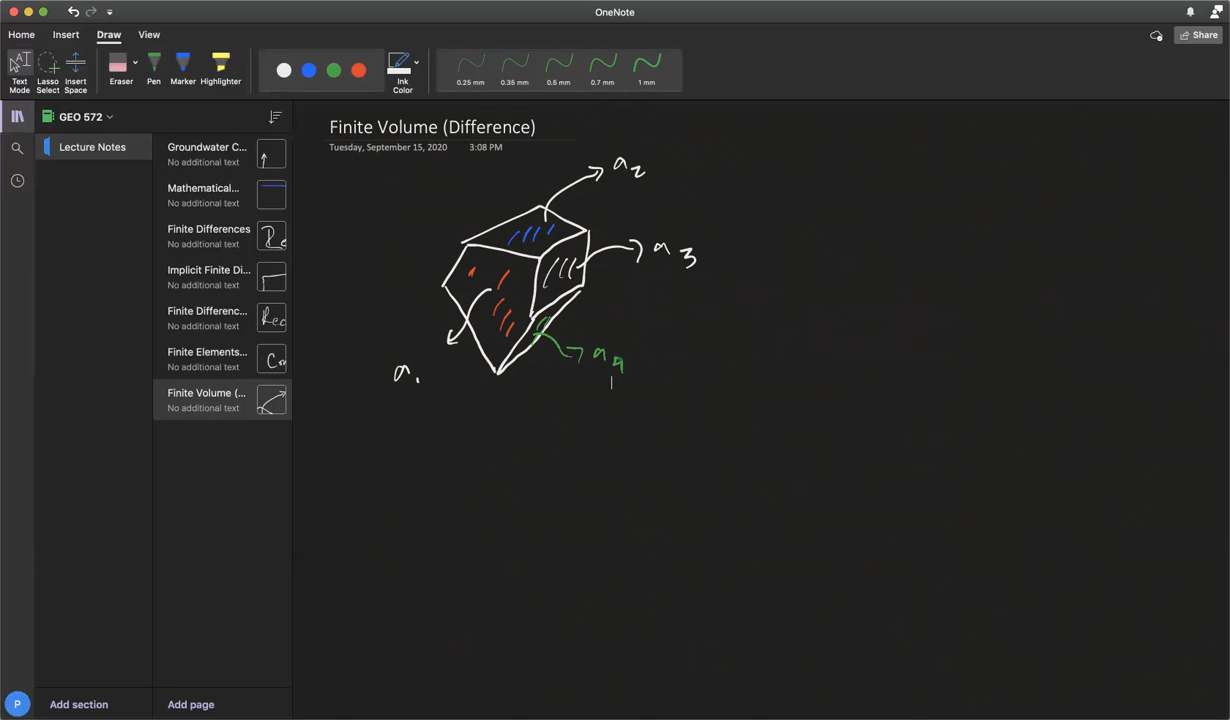 OneNote
Home Insert Draw View
Share
Text Mode
Lasso Select
Insert Space
Eraser
Pen
Marker
Highlighter
Ink Color
0.25 mm
0.35 mm
0.5 mm
0.7 mm
1 mm
GEO 572
Lecture Notes
Groundwater C...
No additional text
Mathematical...
No additional text
Finite Differences
No additional text
Implicit Finite Di...
No additional text
Finite Differenc...
No additional text
Finite Elements...
No additional text
Finite Volume (...
No additional text
Finite Volume (Difference)
Tuesday, September 15, 2020 3:08 PM
a2
a3
a4
a1
P
Add section
Add page